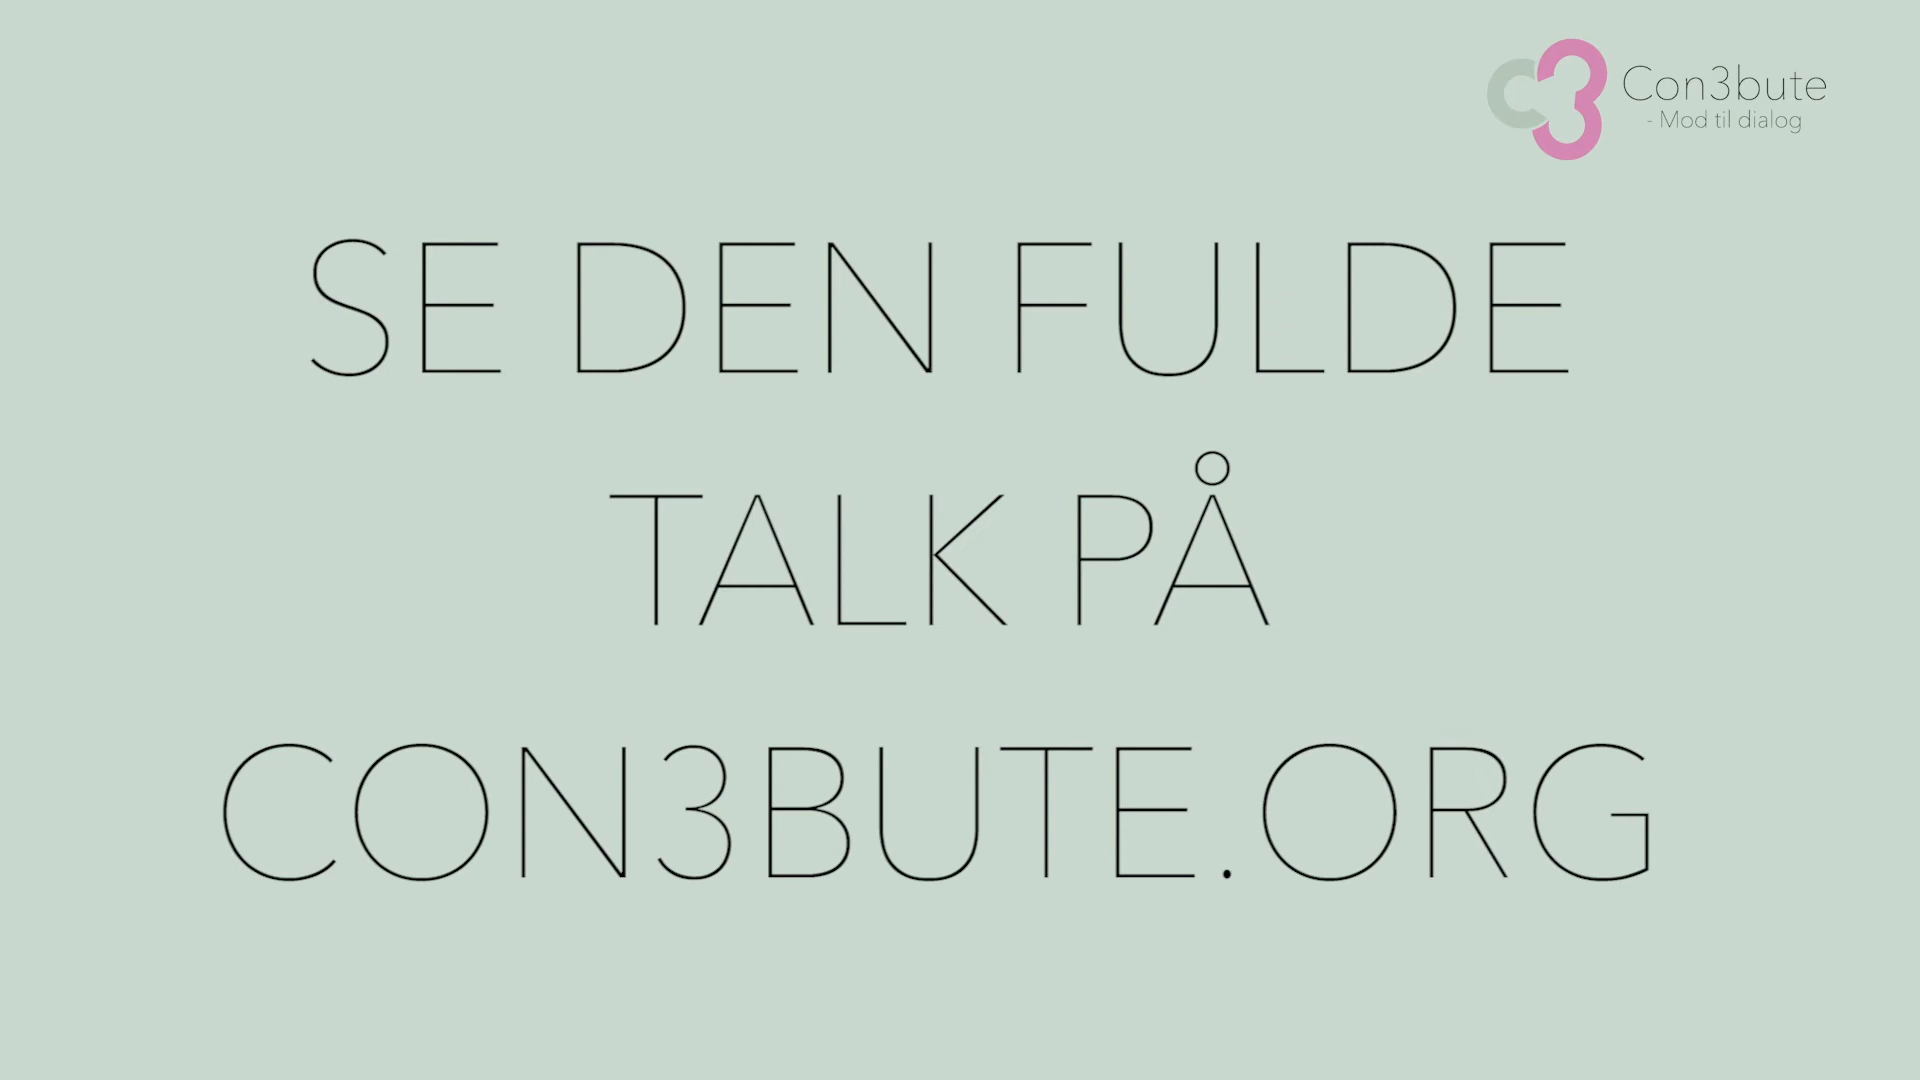 Con3bute
- Mod til dialog
SE DEN FULDE
TALK PÅ
CON3BUTE.ORG